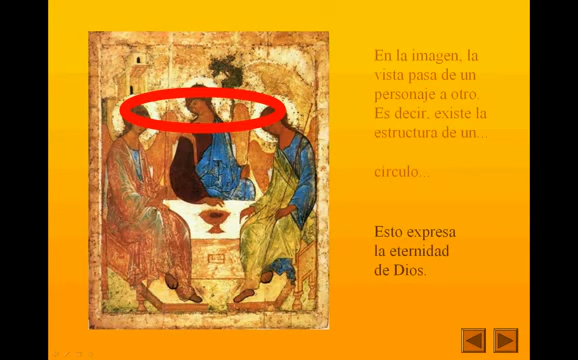 En la imagen, la
vista pasa de un
personaje a otro.
Es decir, existe la
estructura de un...
círculo...
Esto expresa
la eternidad
de Dios.